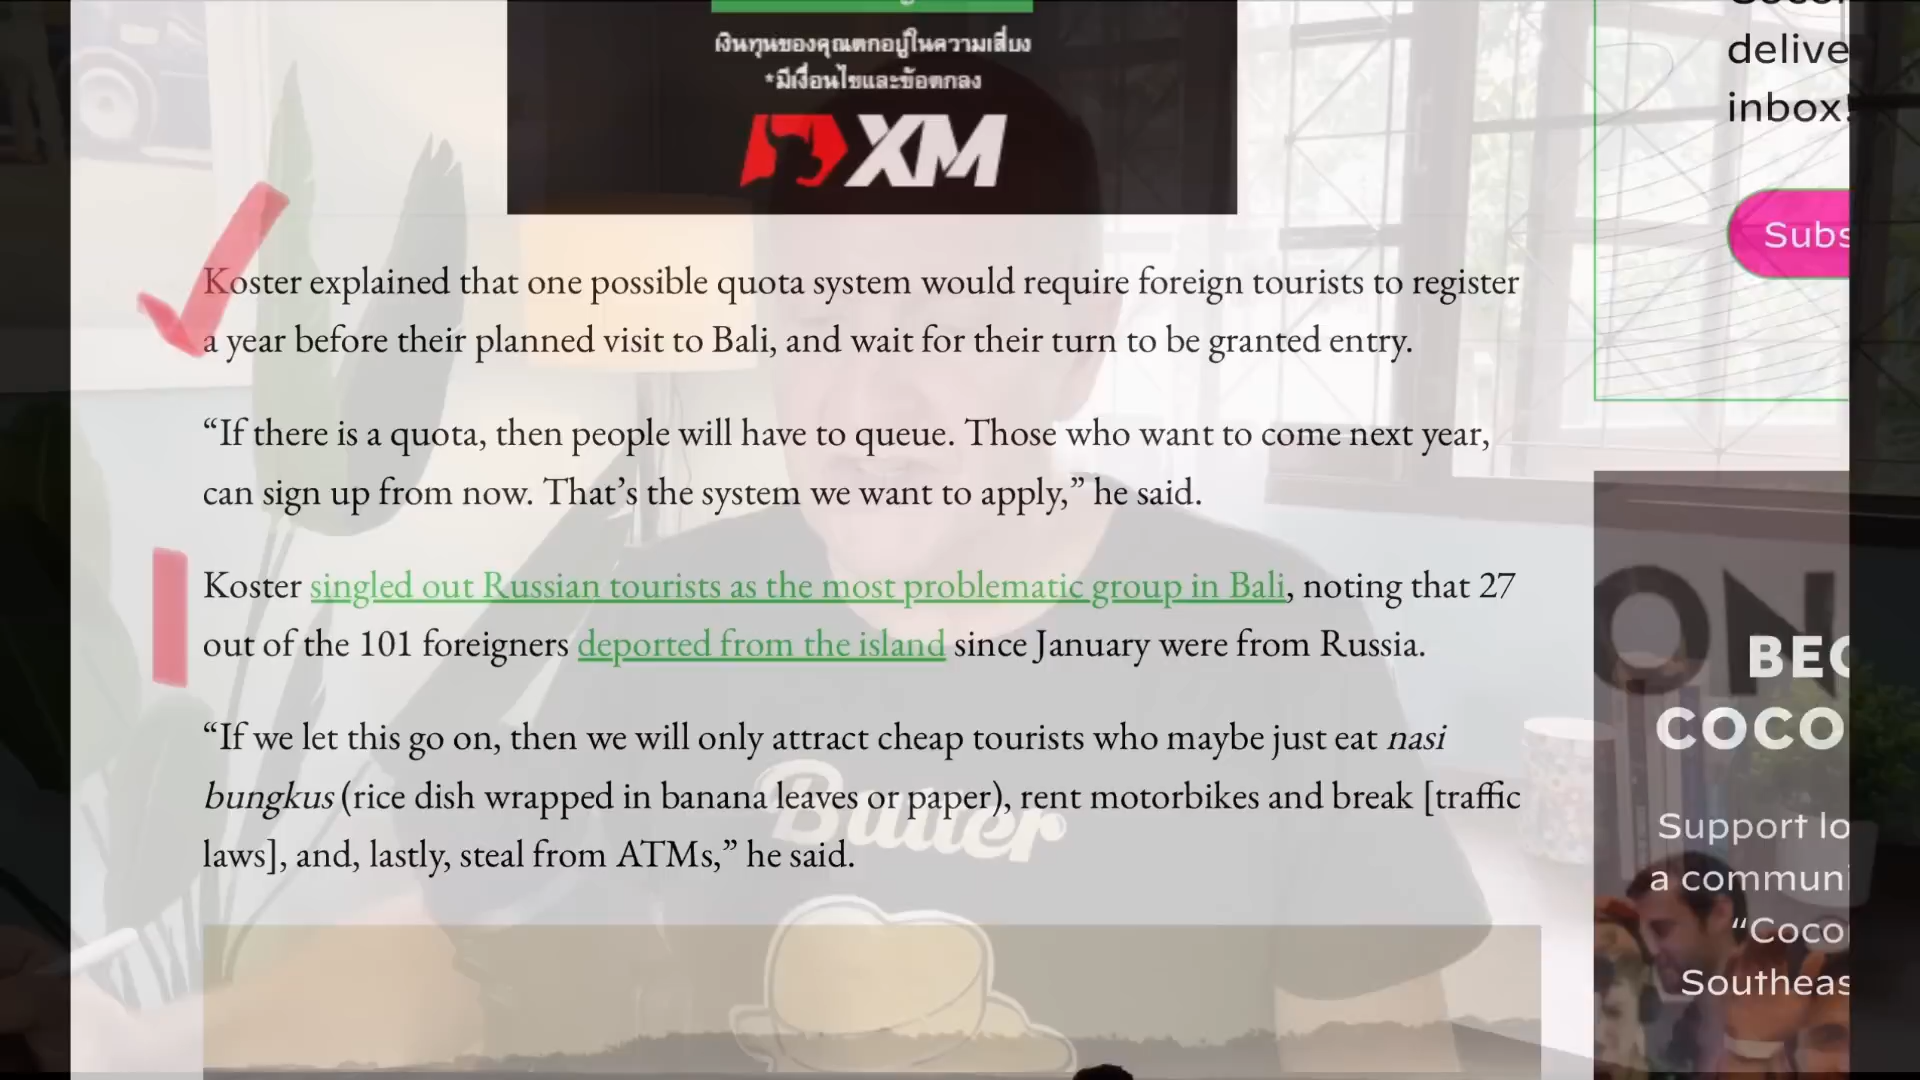 เงินทุนของคุณตกอยู่ในความเสี่ยง
*มีเงื่อนไขและข้อตกลง
XM
Koster explained that one possible quota system would require foreign tourists to register
a year before their planned visit to Bali, and wait for their turn to be granted entry.
“If there is a quota, then people will have to queue. Those who want to come next year,
can sign up from now. That’s the system we want to apply,” he said.
Koster singled out Russian tourists as the most problematic group in Bali, noting that 27
out of the 101 foreigners deported from the island since January were from Russia.
“If we let this go on, then we will only attract cheap tourists who maybe just eat nasi
bungkus (rice dish wrapped in banana leaves or paper), rent motorbikes and break [traffic
laws], and, lastly, steal from ATMs,” he said.
Butter
delive
inbox!
Subs
ON
BEC
COCO
Support lo
a communi
“Coco
Southeas